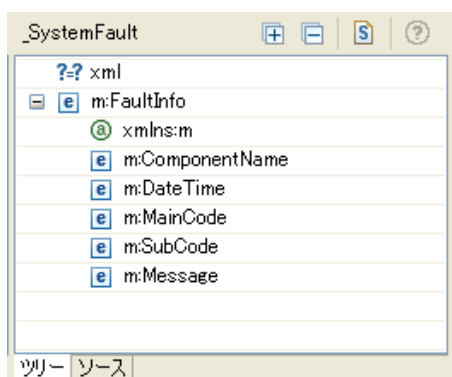 _SystemFault
?=? xml
m:FaultInfo
xmlns:m
m:ComponentName
m:DateTime
m:MainCode
m:SubCode
m:Message
ツリー ソース